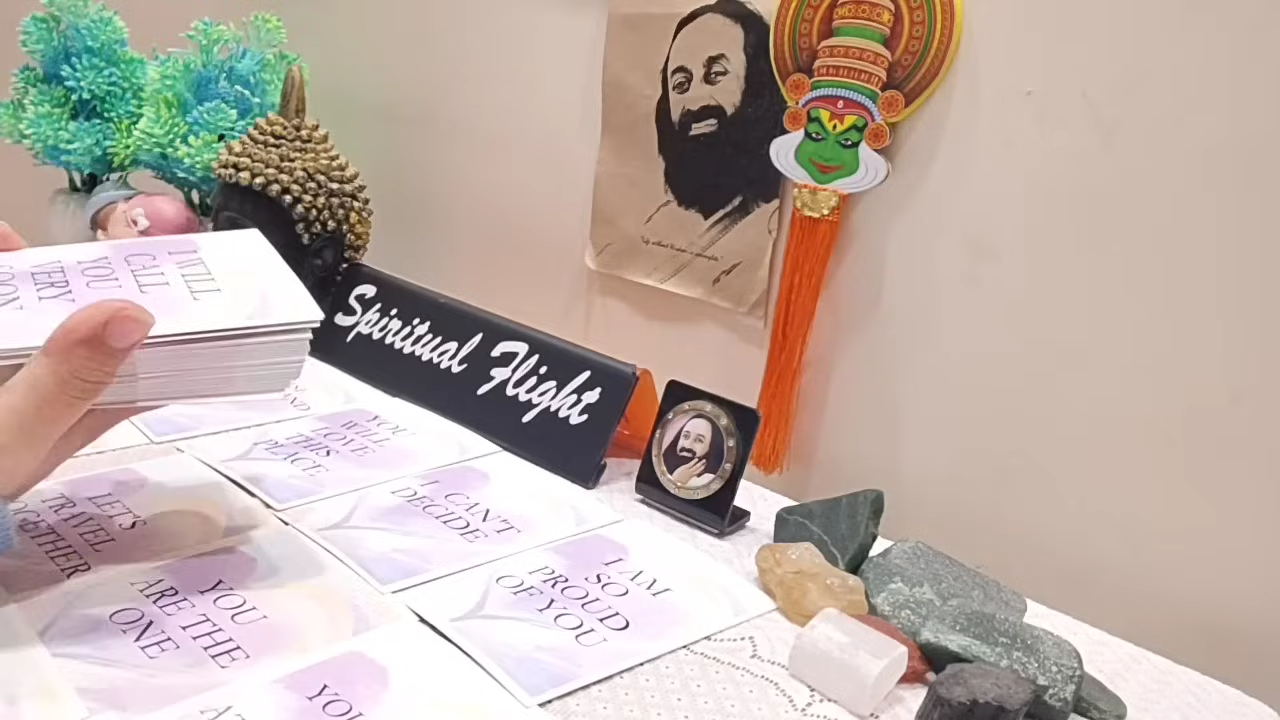 I WILL
CALL
YOU
VERY
SOON
Spiritual Flight
YOU
WILL
LOVE
THIS
PLACE
LET'S
TRAVEL
TOGETHER
I CAN'T
DECIDE
I AM
SO
PROUD
OF YOU
YOU
ARE THE
ONE